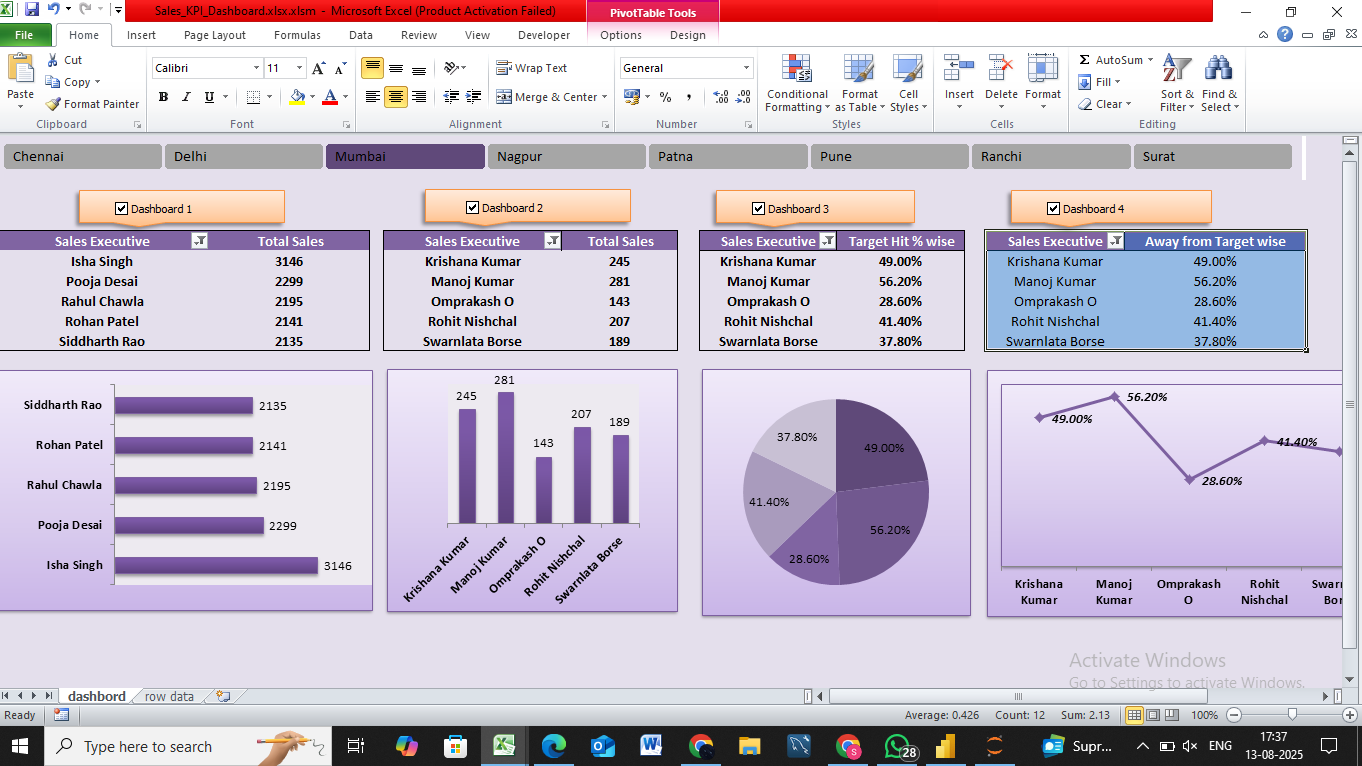 Sales_KPI_Dashboard.xlsx.xlsm - Microsoft Excel (Product Activation Failed)
PivotTable Tools
File Home Insert Page Layout Formulas Data Review View Developer Options Design
Paste
Cut
Copy
Format Painter
Clipboard
Calibri 11
B I U
Font
Wrap Text
Merge & Center
Alignment
General
%
Number
Conditional Formatting
Format as Table
Cell Styles
Styles
Insert Delete Format
Cells
AutoSum
Fill
Clear
Sort & Filter
Find & Select
Editing
Chennai Delhi Mumbai Nagpur Patna Pune Ranchi Surat
Dashboard 1 Dashboard 2 Dashboard 3 Dashboard 4
Sales Executive Total Sales
Isha Singh 3146
Pooja Desai 2299
Rahul Chawla 2195
Rohan Patel 2141
Siddharth Rao 2135
Sales Executive Total Sales
Krishana Kumar 245
Manoj Kumar 281
Omprakash O 143
Rohit Nishchal 207
Swarnlata Borse 189
Sales Executive Target Hit % wise
Krishana Kumar 49.00%
Manoj Kumar 56.20%
Omprakash O 28.60%
Rohit Nishchal 41.40%
Swarnlata Borse 37.80%
Sales Executive Away from Target wise
Krishana Kumar 49.00%
Manoj Kumar 56.20%
Omprakash O 28.60%
Rohit Nishchal 41.40%
Swarnlata Borse 37.80%
Siddharth Rao 2135
Rohan Patel 2141
Rahul Chawla 2195
Pooja Desai 2299
Isha Singh 3146
245 281 143 207 189
Krishana Kumar Manoj Kumar Omprakash O Rohit Nishchal Swarnlata Borse
49.00%
56.20%
28.60%
41.40%
37.80%
49.00% 56.20% 28.60% 41.40%
Krishana Manoj Omprakash Rohit Swarn
Kumar Kumar O Nishchal Bor
Activate Windows
Go to Settings to activate Windows.
dashbord row data
Ready Average: 0.426 Count: 12 Sum: 2.13 100%
Type here to search
28
Supr...
ENG
17:37
13-08-2025